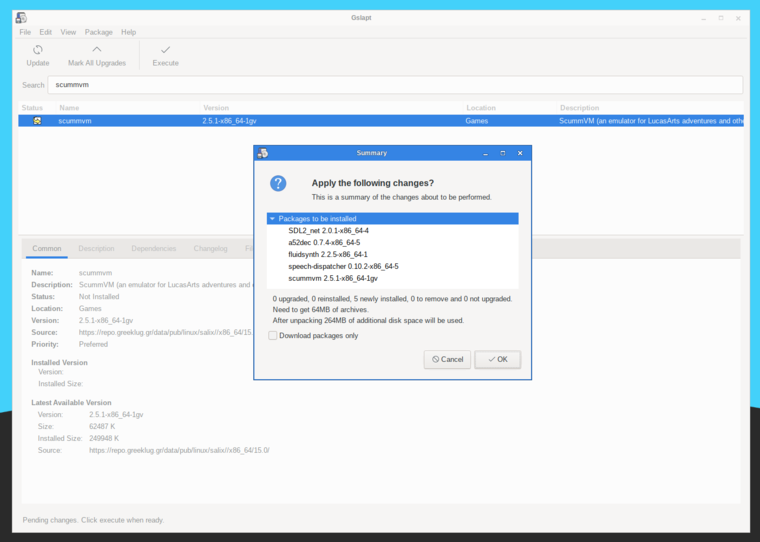 Gslapt
File Edit View Package Help
Update Mark All Upgrades Execute
Search scummvm
Status Name Version Location Description
scummvm 2.5.1-x86_64-1gv Games ScummVM (an emulator for LucasArts adventures and othe
Summary
Apply the following changes?
This is a summary of the changes about to be performed.
Packages to be installed
SDL2_net 2.0.1-x86_64-4
a52dec 0.7.4-x86_64-5
fluidsynth 2.2.5-x86_64-1
speech-dispatcher 0.10.2-x86_64-5
scummvm 2.5.1-x86_64-1gv
0 upgraded, 0 reinstalled, 5 newly installed, 0 to remove and 0 not upgraded.
Need to get 64MB of archives.
After unpacking 264MB of additional disk space will be used.
Download packages only
Cancel OK
Common Description Dependencies Changelog Fil
Name: scummvm
Description: ScummVM (an emulator for LucasArts adventures and
Status: Not Installed
Location: Games
Version: 2.5.1-x86_64-1gv
Source: https://repo.greeklug.gr/data/pub/linux/salix//x86_64/15.
Priority: Preferred
Installed Version
Version:
Installed Size:
Latest Available Version
Version: 2.5.1-x86_64-1gv
Size: 62487 K
Installed Size: 249948 K
Source: https://repo.greeklug.gr/data/pub/linux/salix//x86_64/15.0/
Pending changes. Click execute when ready.